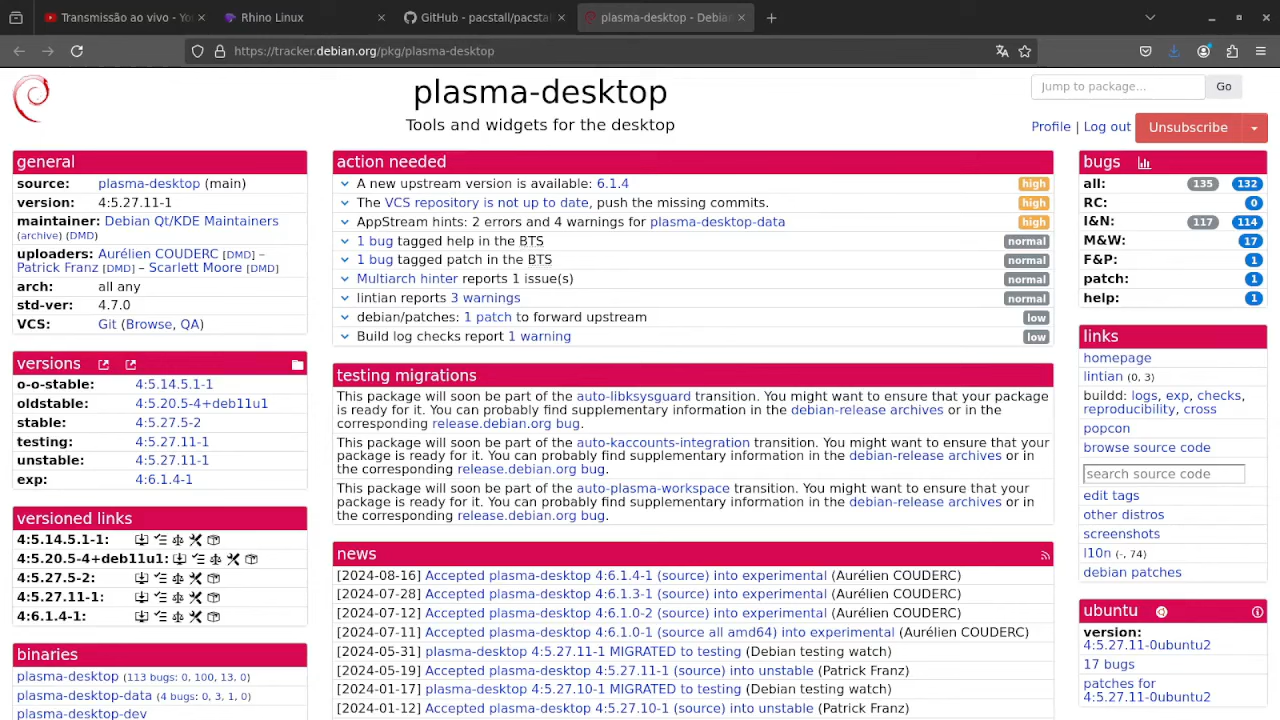 Transmissão ao vivo - Yo
Rhino Linux
GitHub - pacstall/pacstal
plasma-desktop - Debian
https://tracker.debian.org/pkg/plasma-desktop
plasma-desktop
Tools and widgets for the desktop
Jump to package...
Go
Profile | Log out
Unsubscribe
general
source: plasma-desktop (main)
version: 4:5.27.11-1
maintainer: Debian Qt/KDE Maintainers
(archive) (DMD)
uploaders: Aurélien COUDERC [DMD] –
Patrick Franz [DMD] – Scarlett Moore [DMD]
arch: all any
std-ver: 4.7.0
VCS: Git (Browse, QA)
versions
o-o-stable: 4:5.14.5.1-1
oldstable: 4:5.20.5-4+deb11u1
stable: 4:5.27.5-2
testing: 4:5.27.11-1
unstable: 4:5.27.11-1
exp: 4:6.1.4-1
versioned links
4:5.14.5.1-1:
4:5.20.5-4+deb11u1:
4:5.27.5-2:
4:5.27.11-1:
4:6.1.4-1:
binaries
plasma-desktop (113 bugs: 0, 100, 13, 0)
plasma-desktop-data (4 bugs: 0, 3, 1, 0)
plasma-desktop-dev
action needed
A new upstream version is available: 6.1.4 high
The VCS repository is not up to date, push the missing commits. high
AppStream hints: 2 errors and 4 warnings for plasma-desktop-data high
1 bug tagged help in the BTS normal
1 bug tagged patch in the BTS normal
Multiarch hinter reports 1 issue(s) normal
lintian reports 3 warnings normal
debian/patches: 1 patch to forward upstream low
Build log checks report 1 warning low
testing migrations
This package will soon be part of the auto-libksysguard transition. You might want to ensure that your package
is ready for it. You can probably find supplementary information in the debian-release archives or in the
corresponding release.debian.org bug.
This package will soon be part of the auto-kaccounts-integration transition. You might want to ensure that your
package is ready for it. You can probably find supplementary information in the debian-release archives or in
the corresponding release.debian.org bug.
This package will soon be part of the auto-plasma-workspace transition. You might want to ensure that your
package is ready for it. You can probably find supplementary information in the debian-release archives or in
the corresponding release.debian.org bug.
news
[2024-08-16] Accepted plasma-desktop 4:6.1.4-1 (source) into experimental (Aurélien COUDERC)
[2024-07-28] Accepted plasma-desktop 4:6.1.3-1 (source) into experimental (Aurélien COUDERC)
[2024-07-12] Accepted plasma-desktop 4:6.1.0-2 (source) into experimental (Aurélien COUDERC)
[2024-07-11] Accepted plasma-desktop 4:6.1.0-1 (source all amd64) into experimental (Aurélien COUDERC)
[2024-05-31] plasma-desktop 4:5.27.11-1 MIGRATED to testing (Debian testing watch)
[2024-05-19] Accepted plasma-desktop 4:5.27.11-1 (source) into unstable (Patrick Franz)
[2024-01-17] plasma-desktop 4:5.27.10-1 MIGRATED to testing (Debian testing watch)
[2024-01-12] Accepted plasma-desktop 4:5.27.10-1 (source) into unstable (Patrick Franz)
bugs
all: 135 132
RC: 0
I&N: 117 114
M&W: 17
F&P: 1
patch: 1
help: 1
links
homepage
lintian (0, 3)
buildd: logs, exp, checks,
reproducibility, cross
popcon
browse source code
search source code
edit tags
other distros
screenshots
l10n (-, 74)
debian patches
ubuntu
version:
4:5.27.11-0ubuntu2
17 bugs
patches for
4:5.27.11-0ubuntu2